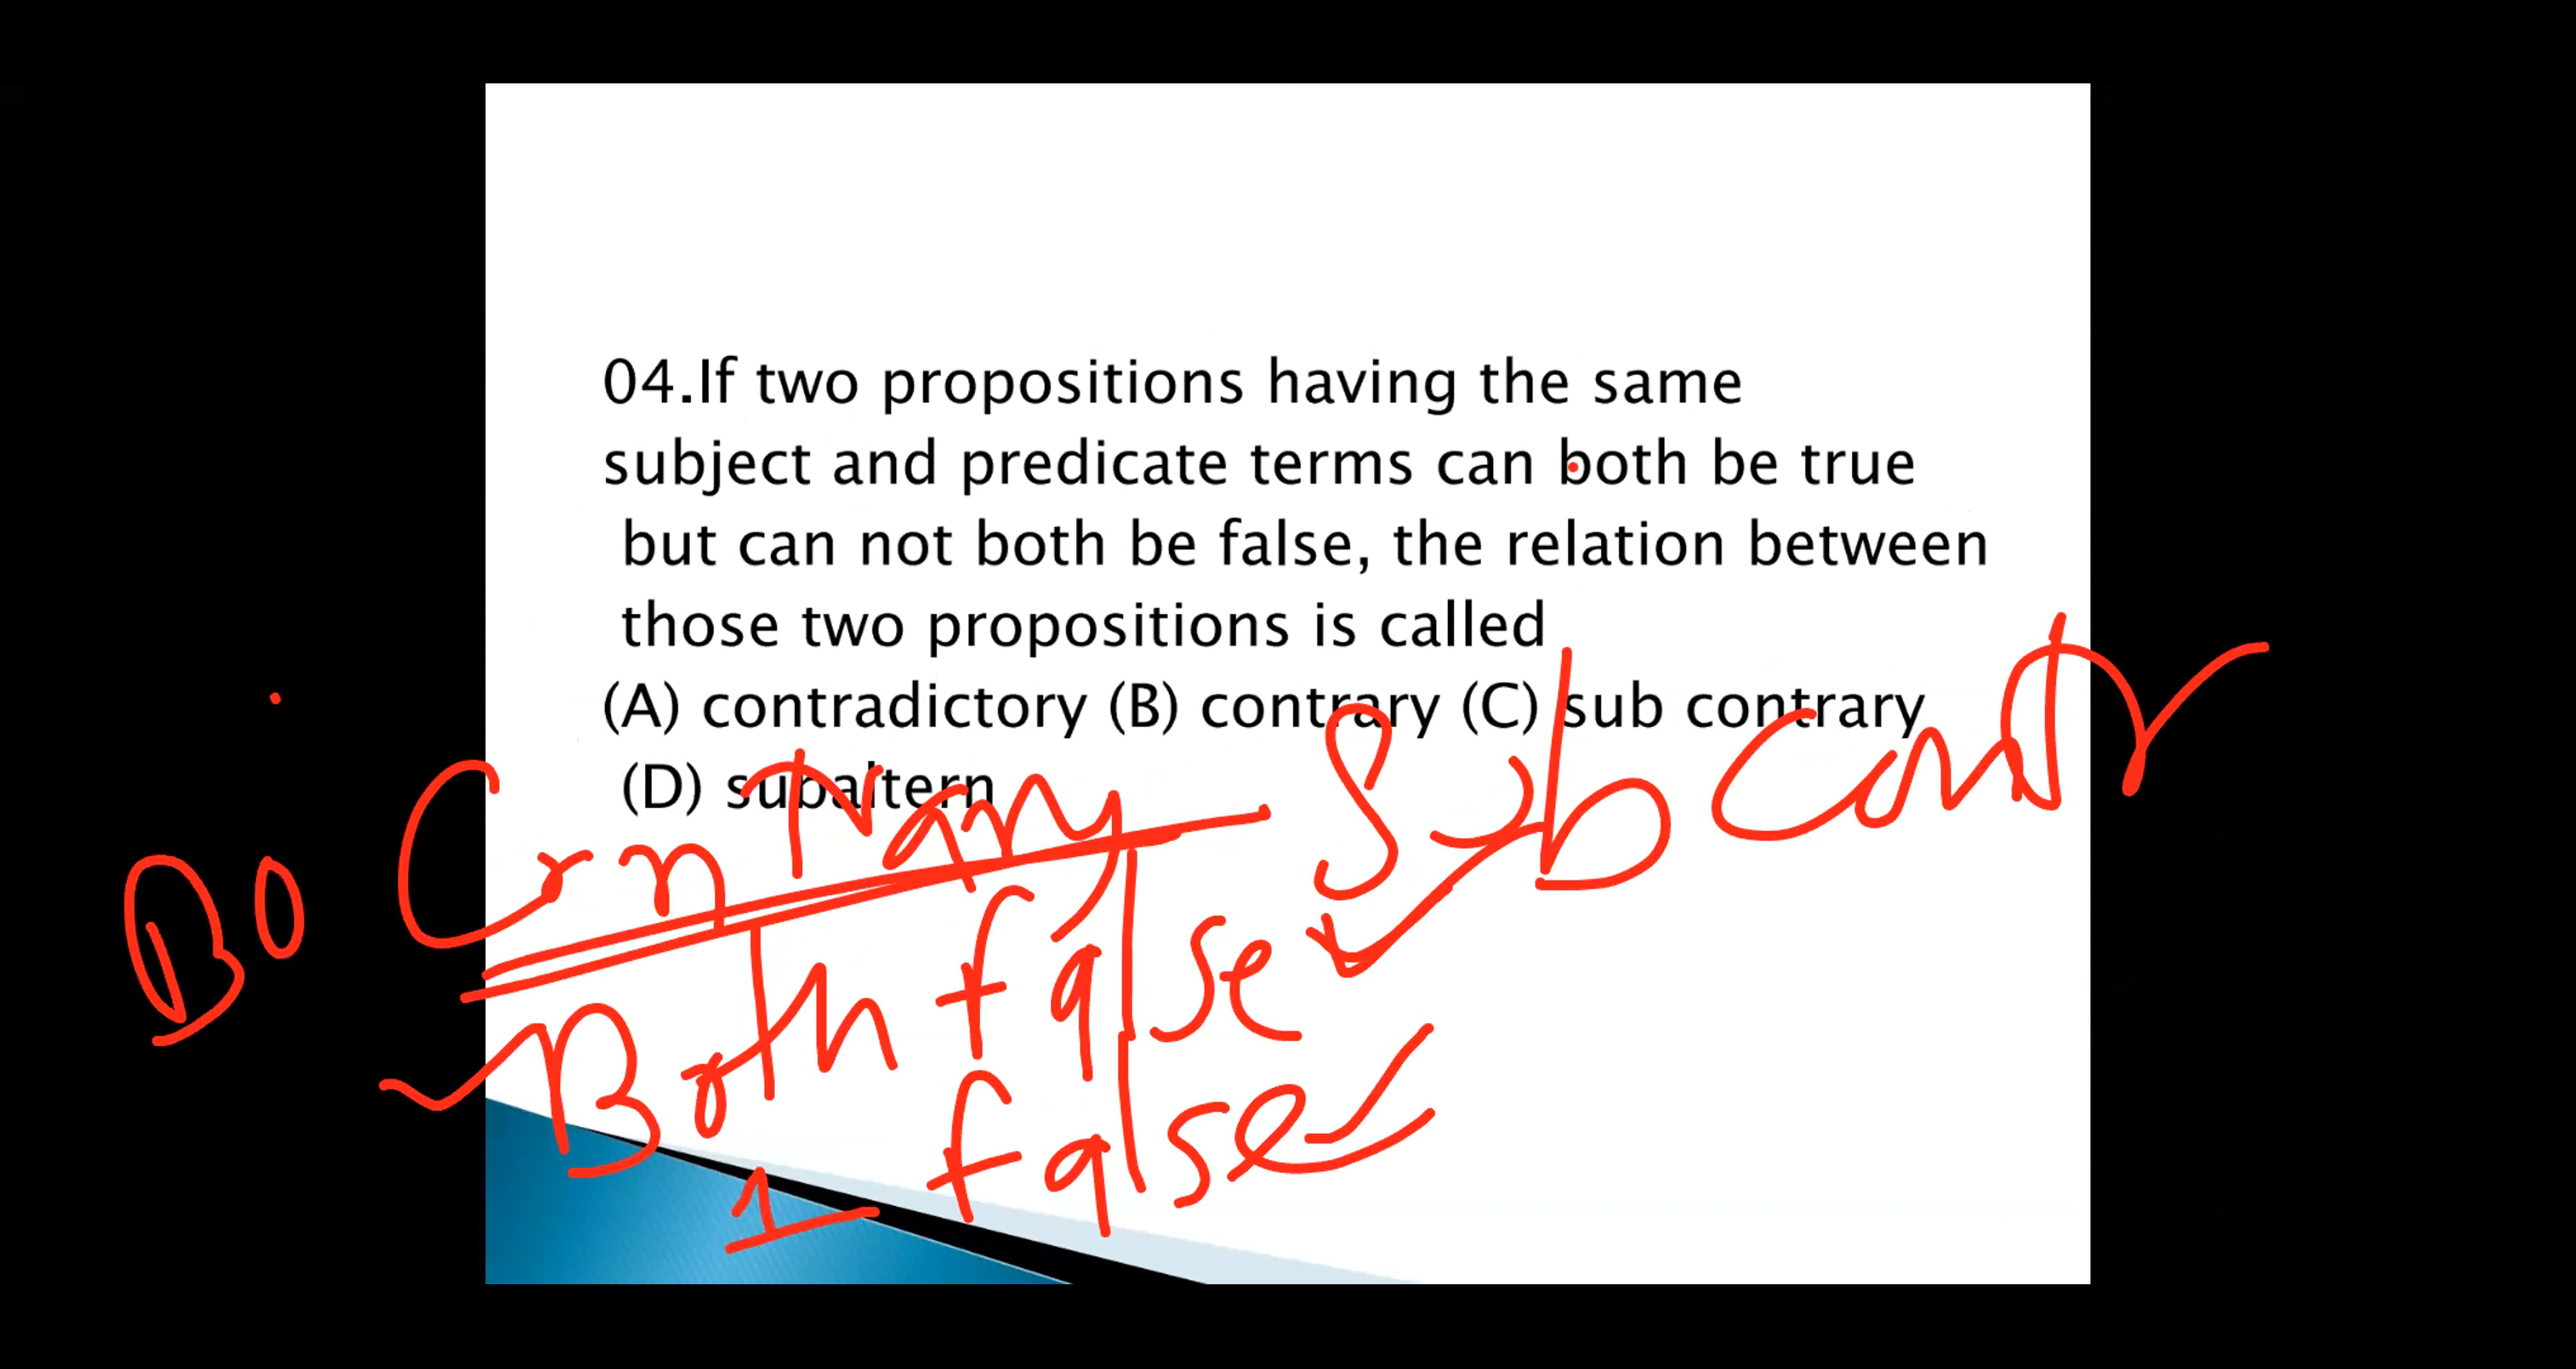 04.If two propositions having the same
subject and predicate terms can both be true
but can not both be false, the relation between
those two propositions is called
(A) contradictory (B) contrary (C) sub contrary
(D) subaltern
Sub contr
Both false
1 false